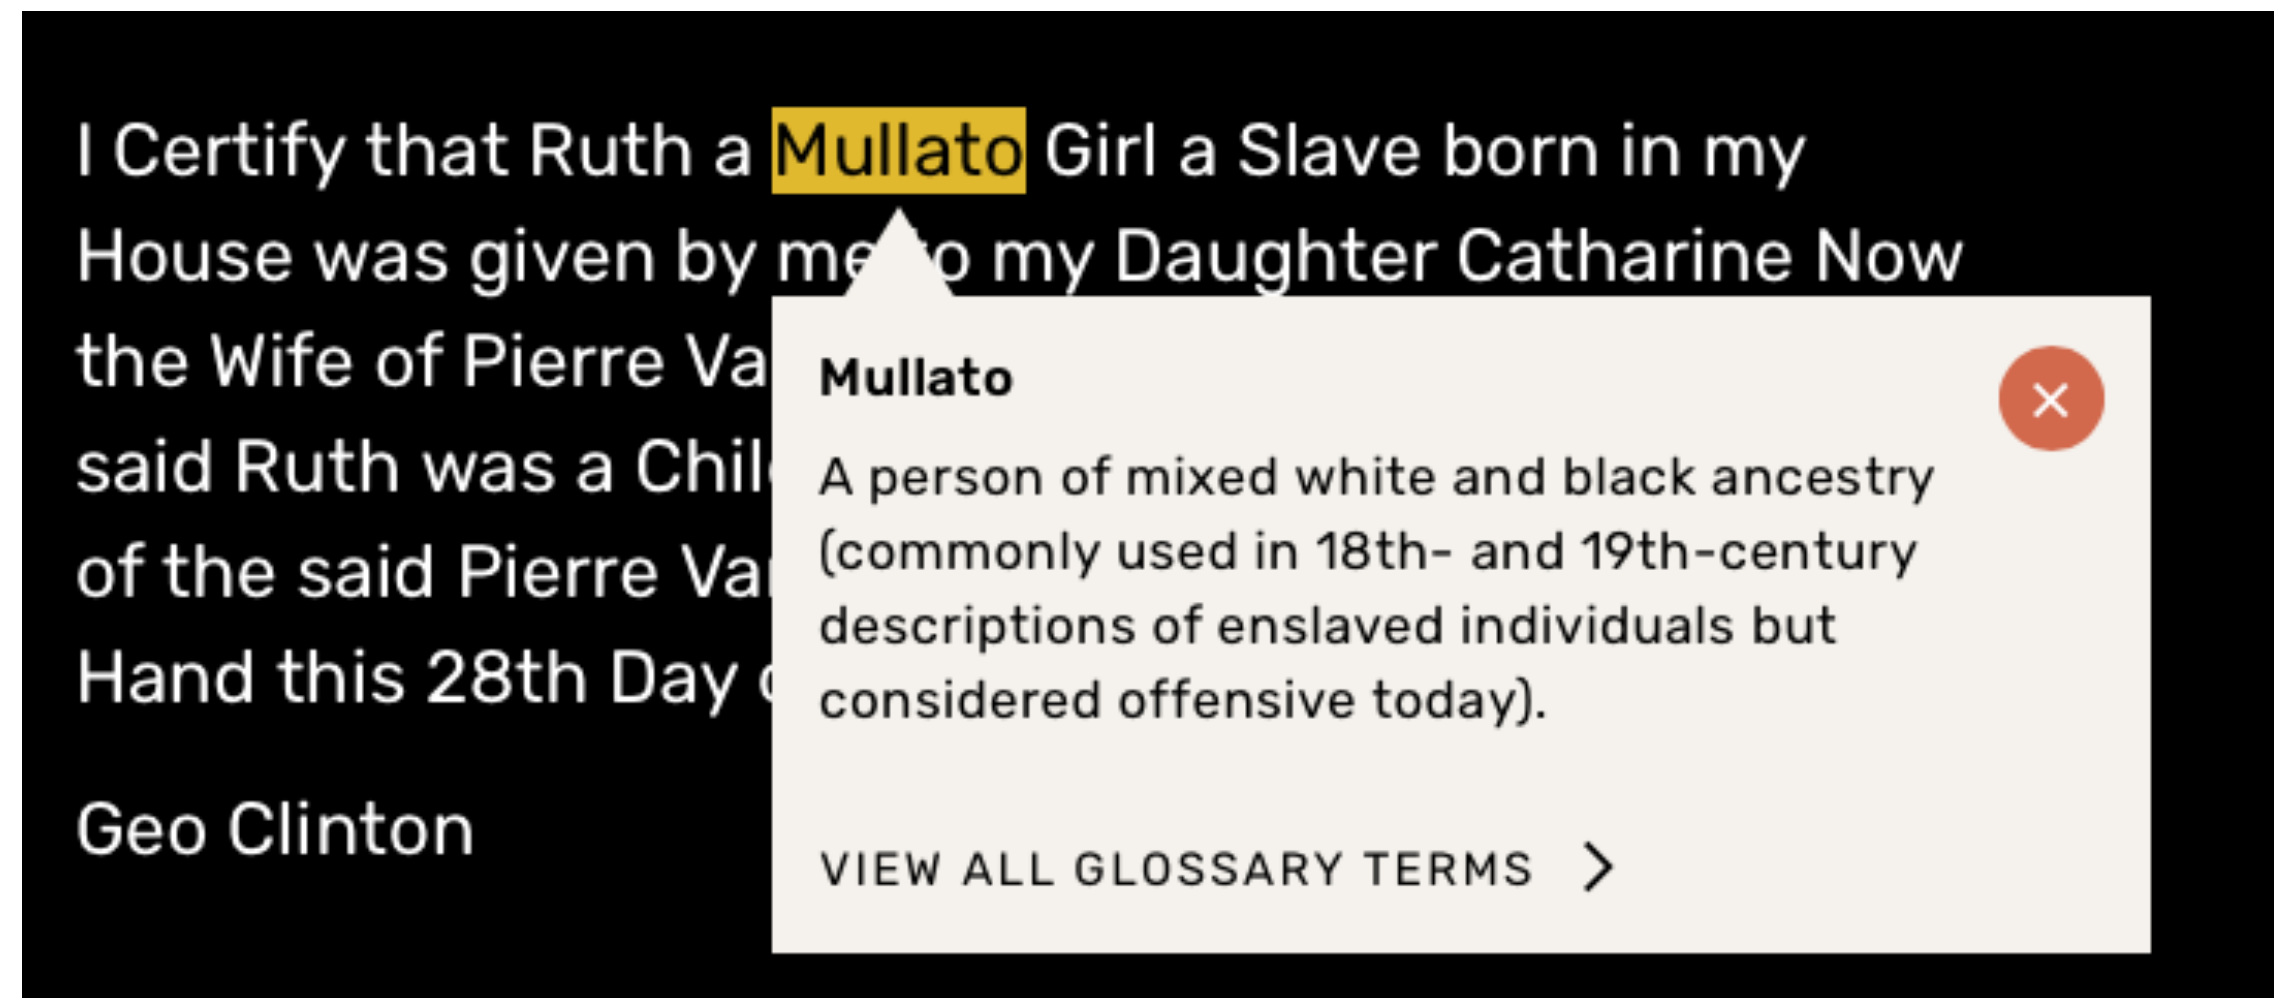 I Certify that Ruth a Mullato Girl a Slave born in my
House was given by me to my Daughter Catharine Now
the Wife of Pierre
said Ruth was a
of the said Pierre
Hand this 28th Day
Geo Clinton
Mullato
A person of mixed white and black ancestry
(commonly used in 18th- and 19th-century
descriptions of enslaved individuals but
considered offensive today).
VIEW ALL GLOSSARY TERMS